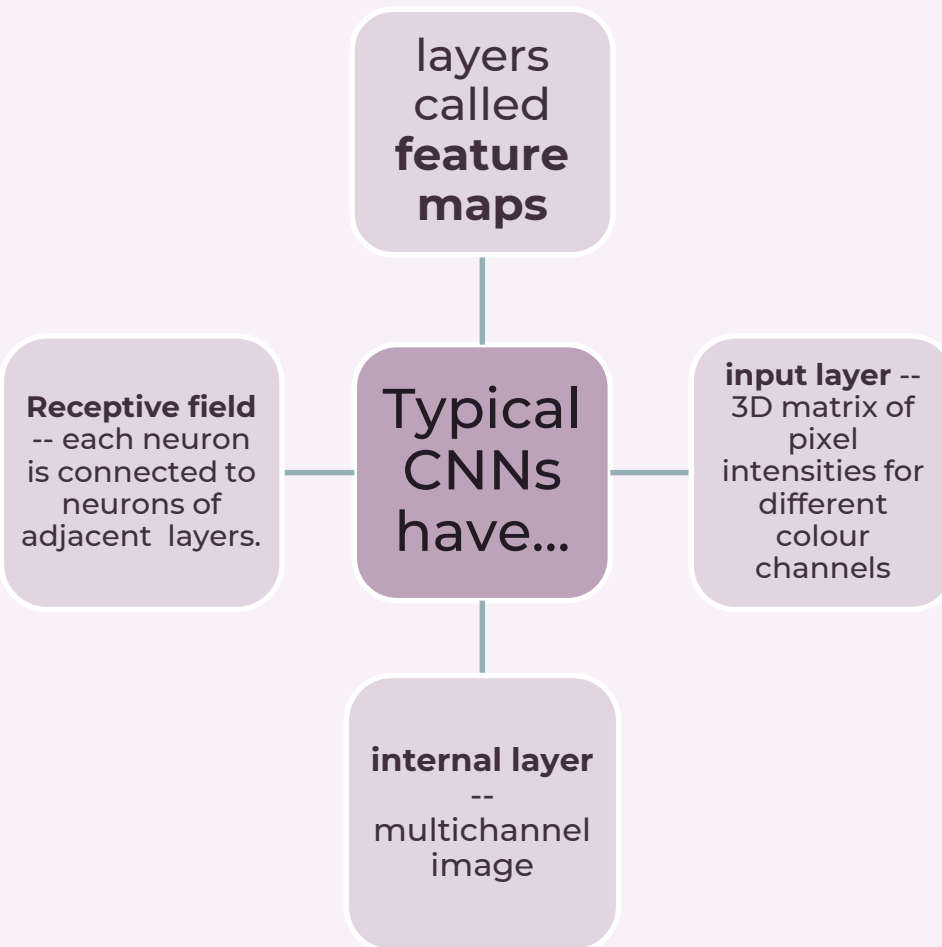 layers
called
feature
maps
Receptive field
-- each neuron
is connected to
neurons of
adjacent layers.
Typical
CNNs
have...
input layer --
3D matrix of
pixel
intensities for
different
colour
channels
internal layer
--
multichannel
image